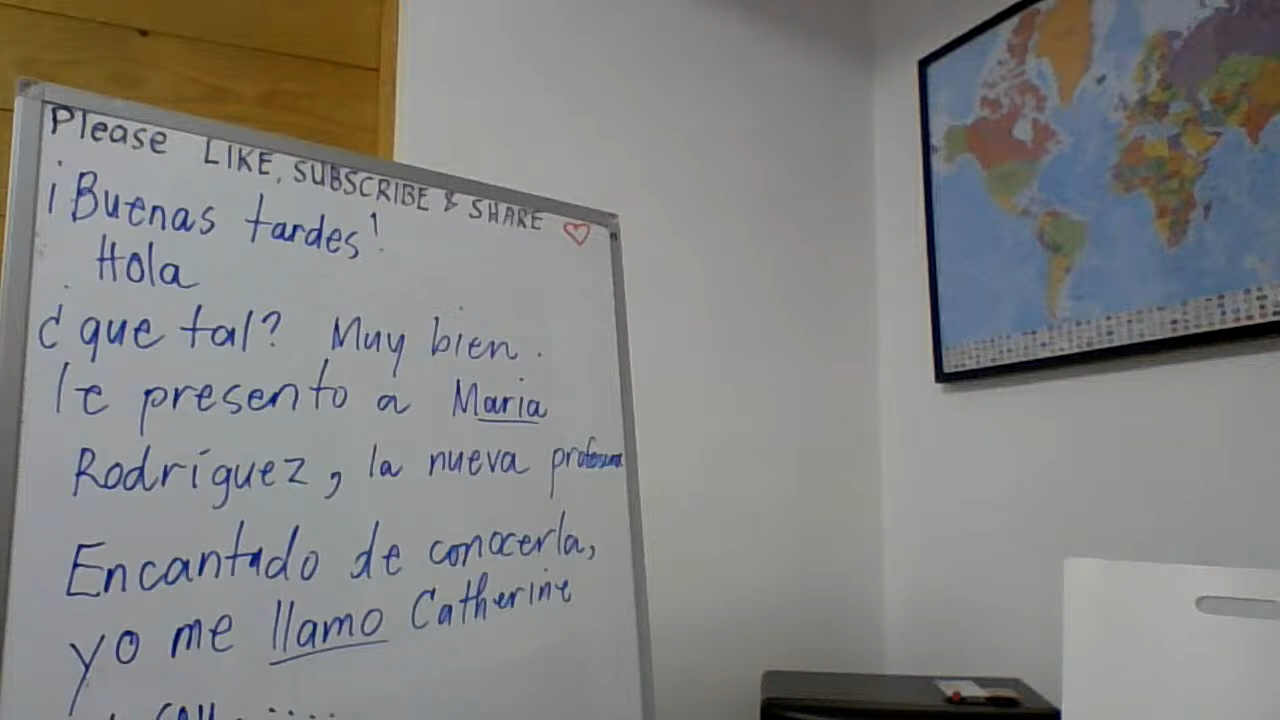 Please LIKE, SUBSCRIBE & SHARE
¡Buenas tardes!
Hola
¿que tal? Muy bien.
le presento a Maria
Rodríguez, la nueva profesora
Encantado de conocerla,
yo me llamo Catherine